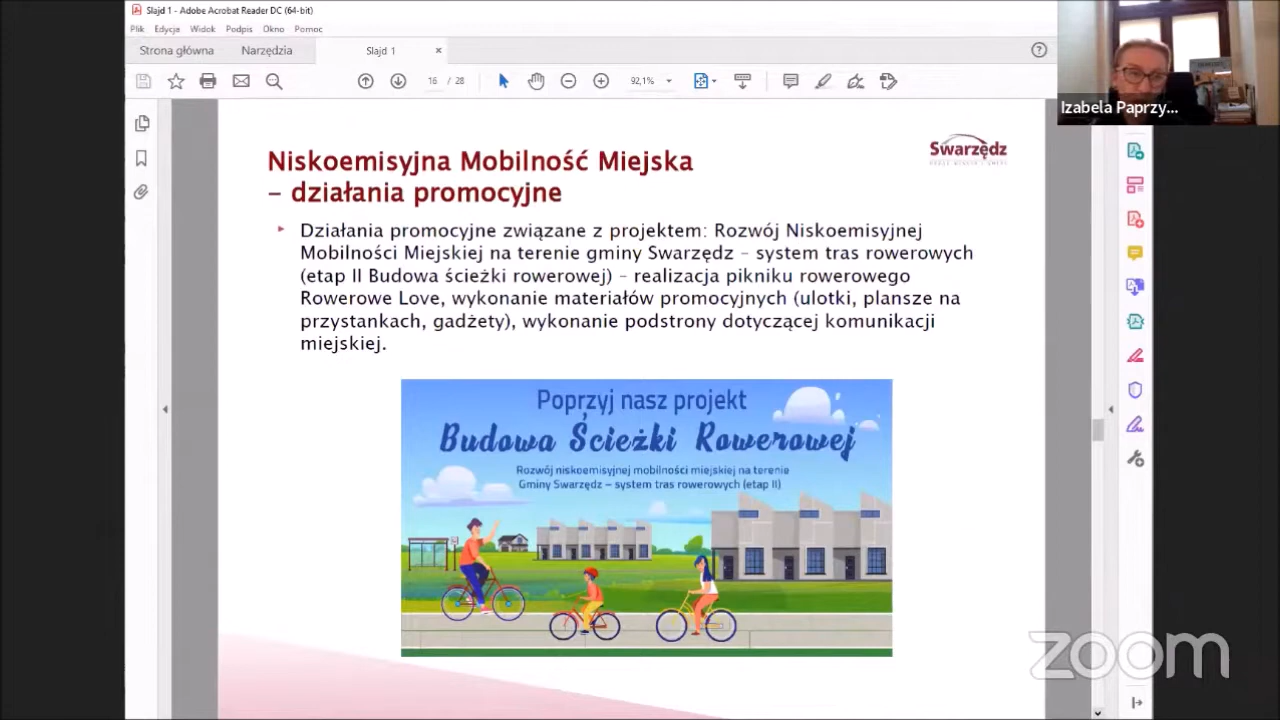 Slajd 1 - Adobe Acrobat Reader DC (64-bit)
Plik Edycja Widok Podpis Okno Pomoc
Strona główna Narzędzia Slajd 1
16 / 28 92,1%
Izabela Paprzy...
Swarzędz
Niskoemisyjna Mobilność Miejska
– działania promocyjne
Działania promocyjne związane z projektem: Rozwój Niskoemisyjnej
Mobilności Miejskiej na terenie gminy Swarzędz – system tras rowerowych
(etap II Budowa ścieżki rowerowej) – realizacja pikniku rowerowego
Rowerowe Love, wykonanie materiałów promocyjnych (ulotki, plansze na
przystankach, gadżety), wykonanie podstrony dotyczącej komunikacji
miejskiej.
Poprzyj nasz projekt
Budowa Ścieżki Rowerowej
Rozwój niskoemisyjnej mobilności miejskiej na terenie
Gminy Swarzędz – system tras rowerowych (etap II)
zoom